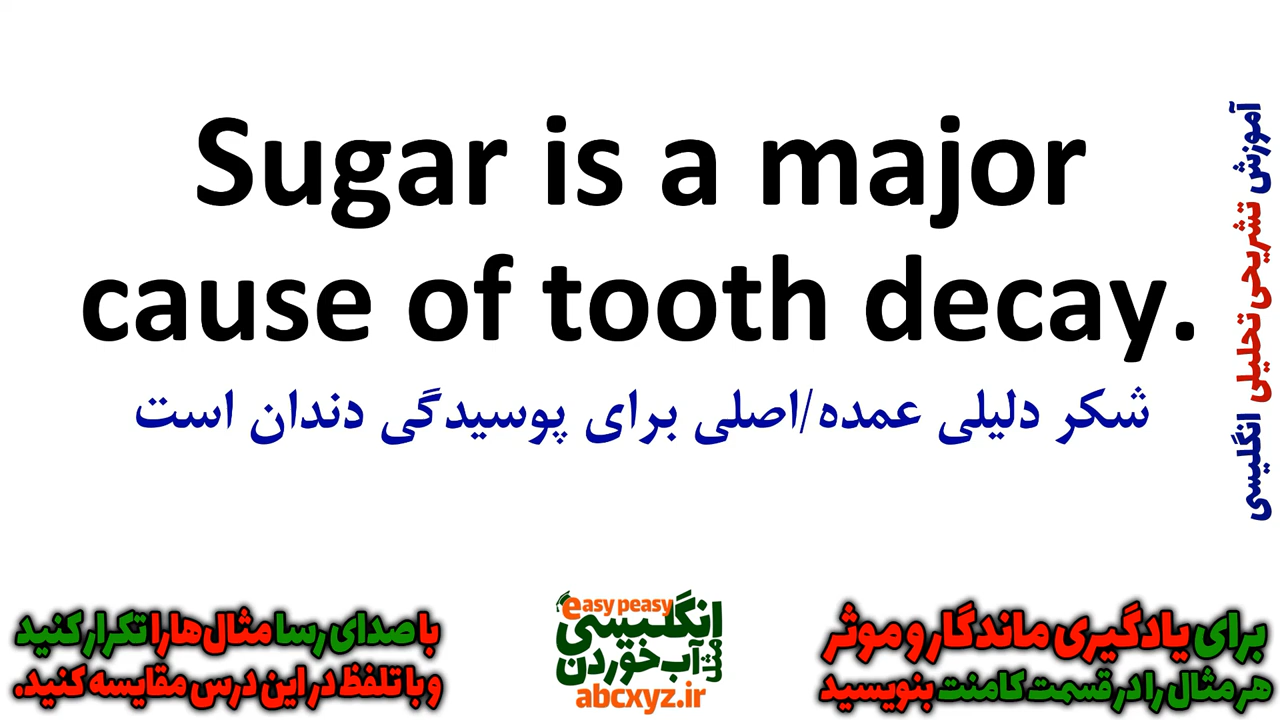 Sugar is a major
cause of tooth decay.
شکر دلیلی عمده/اصلی برای پوسیدگی دندان است
آموزش تشریحی تحلیلی انگلیسی
برای یادگیری ماندگار و موثر
هر مثال را در قسمت کامنت بنویسید
easy peasy
انگلیسی
مثل آب خوردن
abcxyz.ir
با صدای رسا مثال ها را تکرار کنید
و با تلفظ در این درس مقایسه کنید.